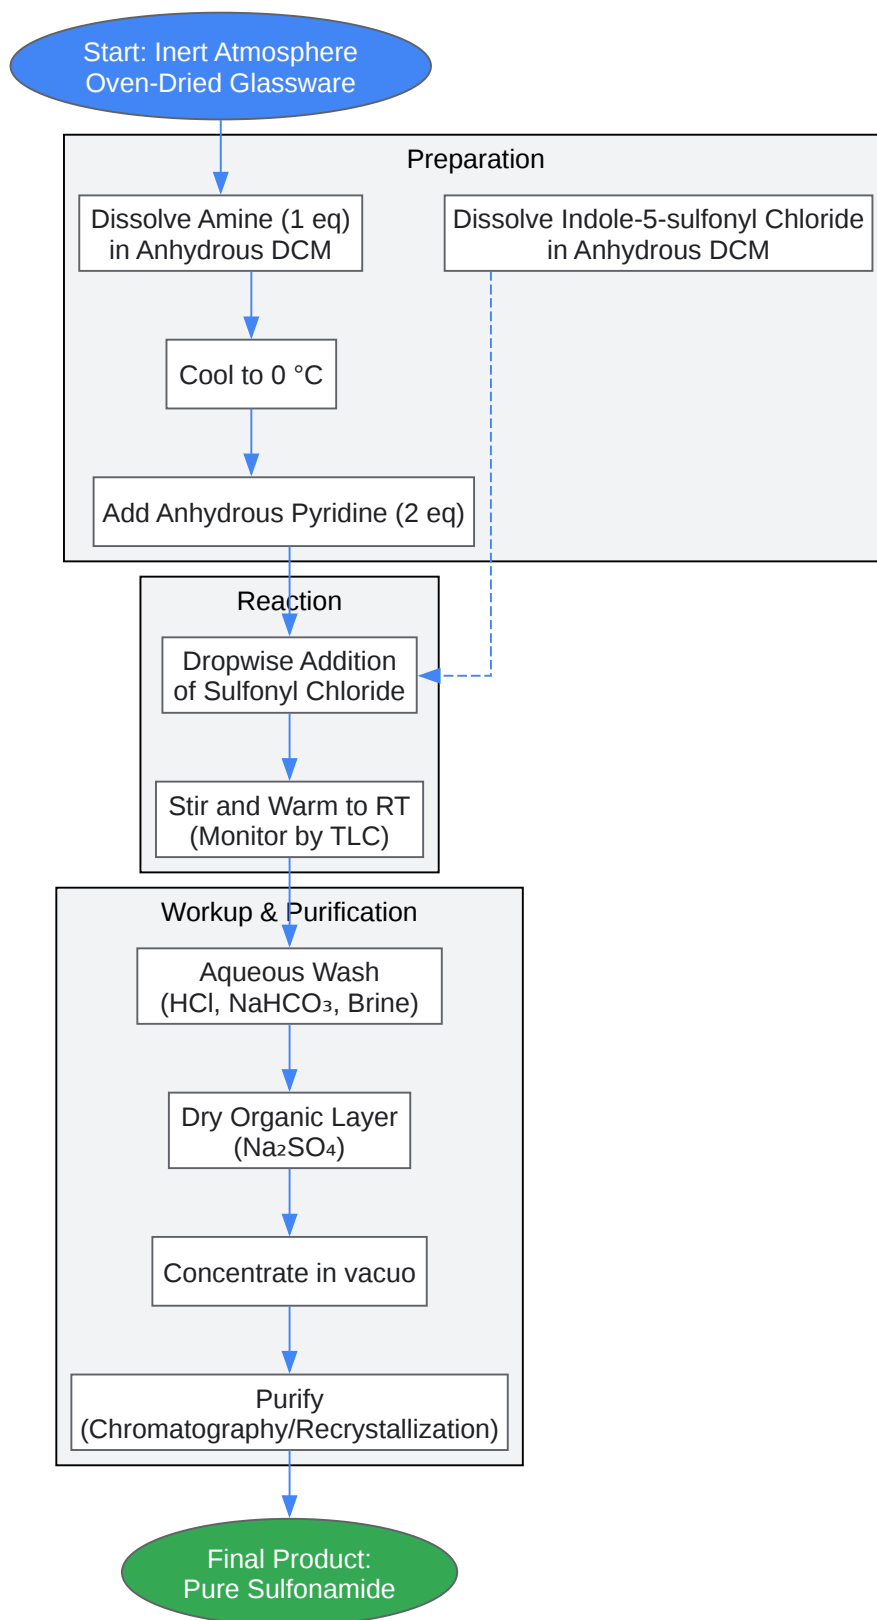 Start: Inert Atmosphere
Oven-Dried Glassware
Preparation
Dissolve Amine (1 eq)
in Anhydrous DCM
Dissolve Indole-5-sulfonyl Chloride
in Anhydrous DCM
Cool to 0 °C
Add Anhydrous Pyridine (2 eq)
Reaction
Dropwise Addition
of Sulfonyl Chloride
Stir and Warm to RT
(Monitor by TLC)
Workup & Purification
Aqueous Wash
(HCl, NaHCO₃, Brine)
Dry Organic Layer
(Na₂SO₄)
Concentrate in vacuo
Purify
(Chromatography/Recrystallization)
Final Product:
Pure Sulfonamide